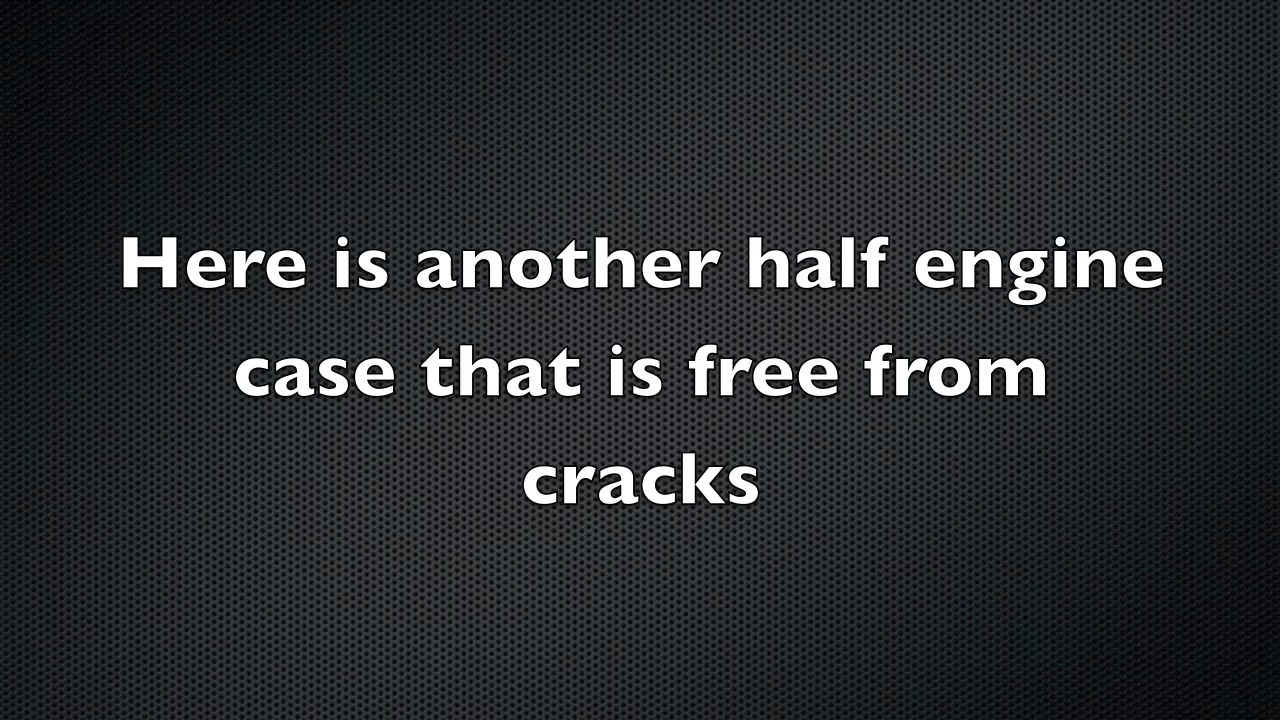 Here is another half engine
case that is free from
cracks